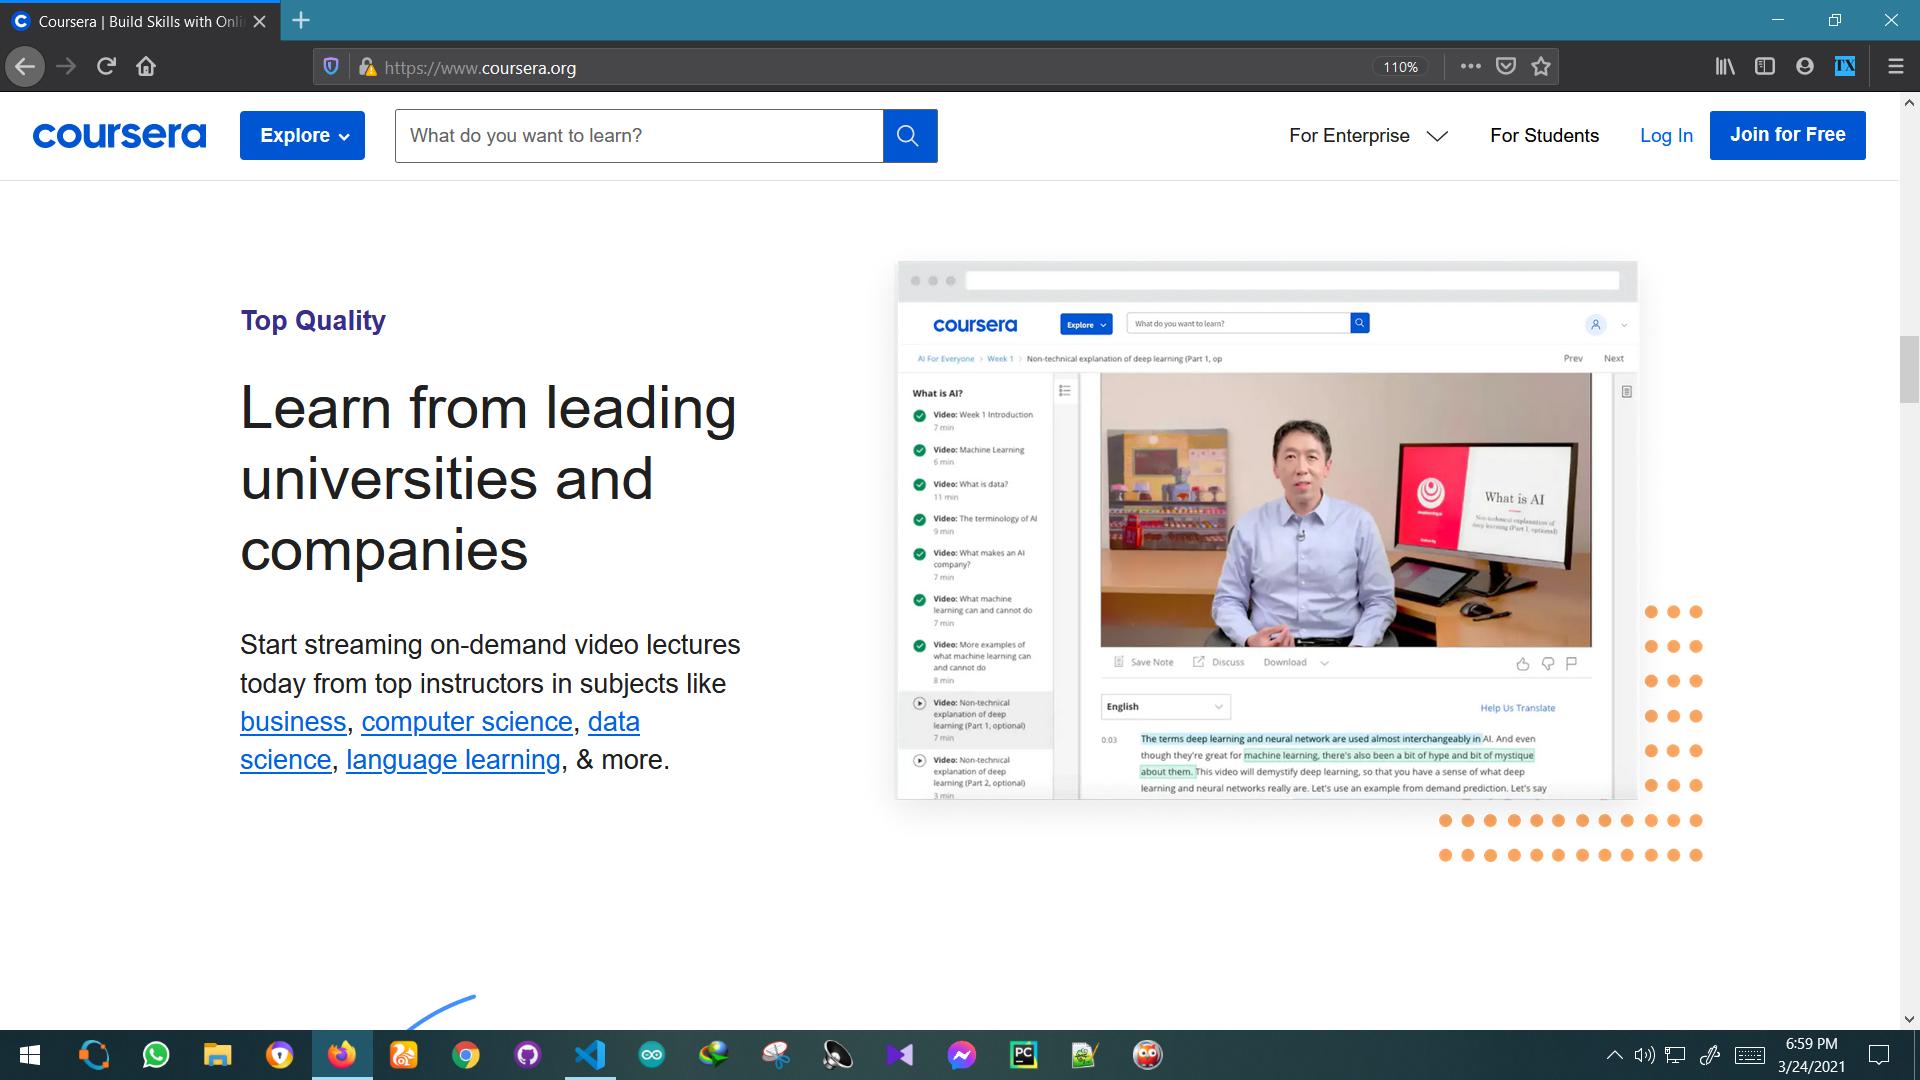 Coursera | Build Skills with Onli
https://www.coursera.org
110%
coursera
Explore
What do you want to learn?
For Enterprise
For Students
Log In
Join for Free
Top Quality
Learn from leading
universities and
companies
Start streaming on-demand video lectures
today from top instructors in subjects like
business, computer science, data
science, language learning, & more.
coursera
Explore
What do you want to learn?
AI For Everyone > Week 1 > Non-technical explanation of deep learning (Part 1, op
Prev
Next
What is AI?
Video: Week 1 Introduction
7 min
Video: Machine Learning
6 min
Video: What is data?
11 min
Video: The terminology of AI
9 min
Video: What makes an AI
company?
7 min
Video: What machine
learning can and cannot do
7 min
Video: More examples of
what machine learning can
and cannot do
8 min
Video: Non-technical
explanation of deep
learning (Part 1, optional)
7 min
Video: Non-technical
explanation of deep
learning (Part 2, optional)
3 min
What is AI
Non-technical explanation of
deep learning (Part 1, optional)
Save Note
Discuss
Download
English
Help Us Translate
0:03
The terms deep learning and neural network are used almost interchangeably in AI. And even
though they're great for machine learning, there's also been a bit of hype and bit of mystique
about them. This video will demystify deep learning, so that you have a sense of what deep
learning and neural networks really are. Let's use an example from demand prediction. Let's say
TX
PC
6:59 PM
3/24/2021